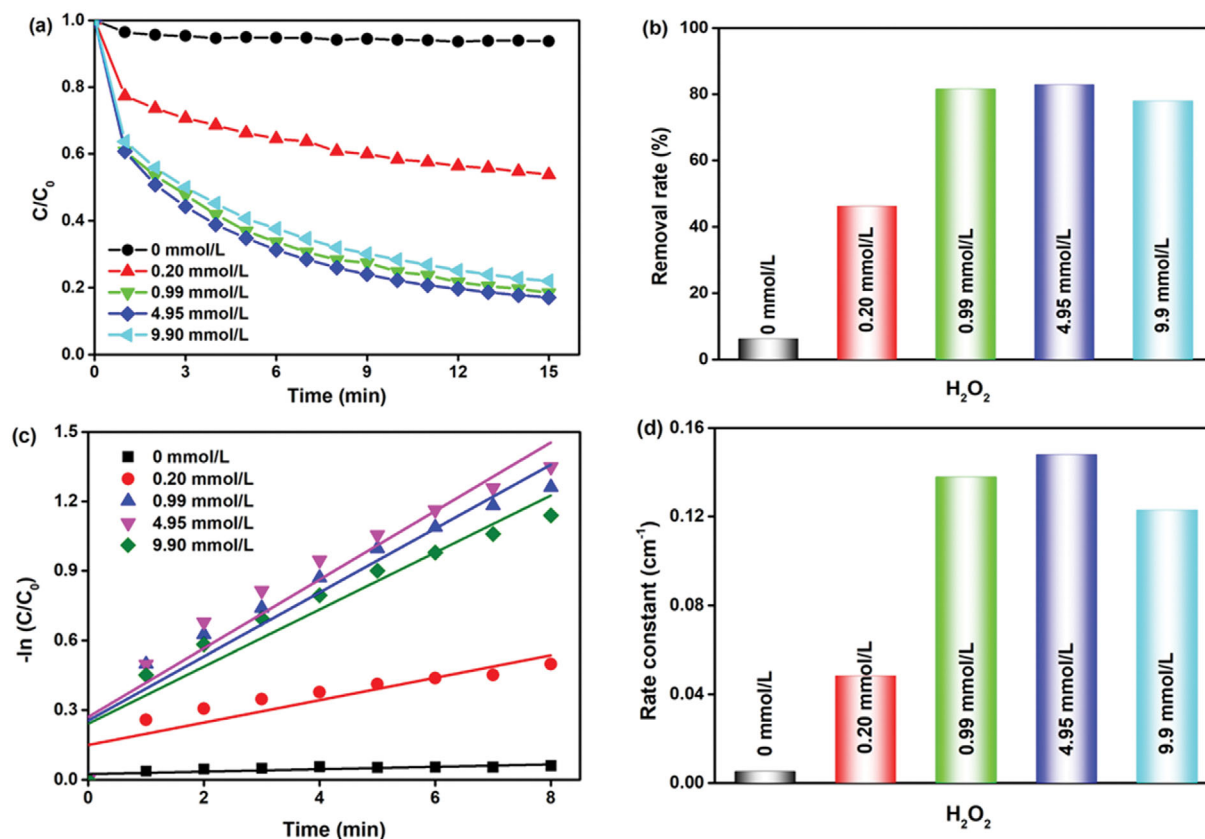 (a)
1.0
0.8
0.6
0.4
0.2
0.0
C/C₀
0 mmol/L
0.20 mmol/L
0.99 mmol/L
4.95 mmol/L
9.90 mmol/L
0 3 6 9 12 15
Time (min)
(b)
100
80
60
40
20
0
Removal rate (%)
0 mmol/L
0.20 mmol/L
0.99 mmol/L
4.95 mmol/L
9.9 mmol/L
H₂O₂
(c)
1.5
1.2
0.9
0.6
0.3
0.0
-ln (C/C₀)
0 mmol/L
0.20 mmol/L
0.99 mmol/L
4.95 mmol/L
9.90 mmol/L
0 2 4 6 8
Time (min)
(d)
0.16
0.12
0.08
0.04
0.00
Rate constant (cm⁻¹)
0 mmol/L
0.20 mmol/L
0.99 mmol/L
4.95 mmol/L
9.9 mmol/L
H₂O₂